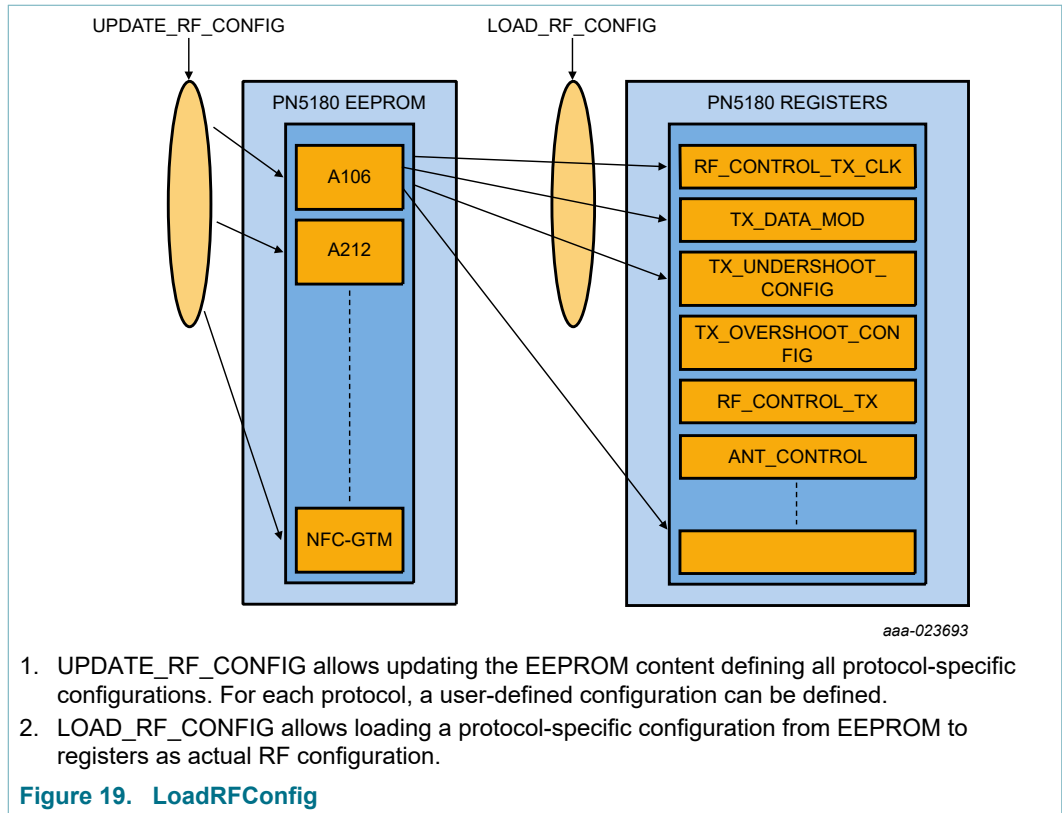 UPDATE_RF_CONFIG
LOAD_RF_CONFIG
PN5180 EEPROM
A106
A212
NFC-GTM
PN5180 REGISTERS
RF_CONTROL_TX_CLK
TX_DATA_MOD
TX_UNDERSHOOT_
CONFIG
TX_OVERSHOOT_CON
FIG
RF_CONTROL_TX
ANT_CONTROL
aaa-023693
1. UPDATE_RF_CONFIG allows updating the EEPROM content defining all protocol-specific
configurations. For each protocol, a user-defined configuration can be defined.
2. LOAD_RF_CONFIG allows loading a protocol-specific configuration from EEPROM to
registers as actual RF configuration.
Figure 19. LoadRFConfig